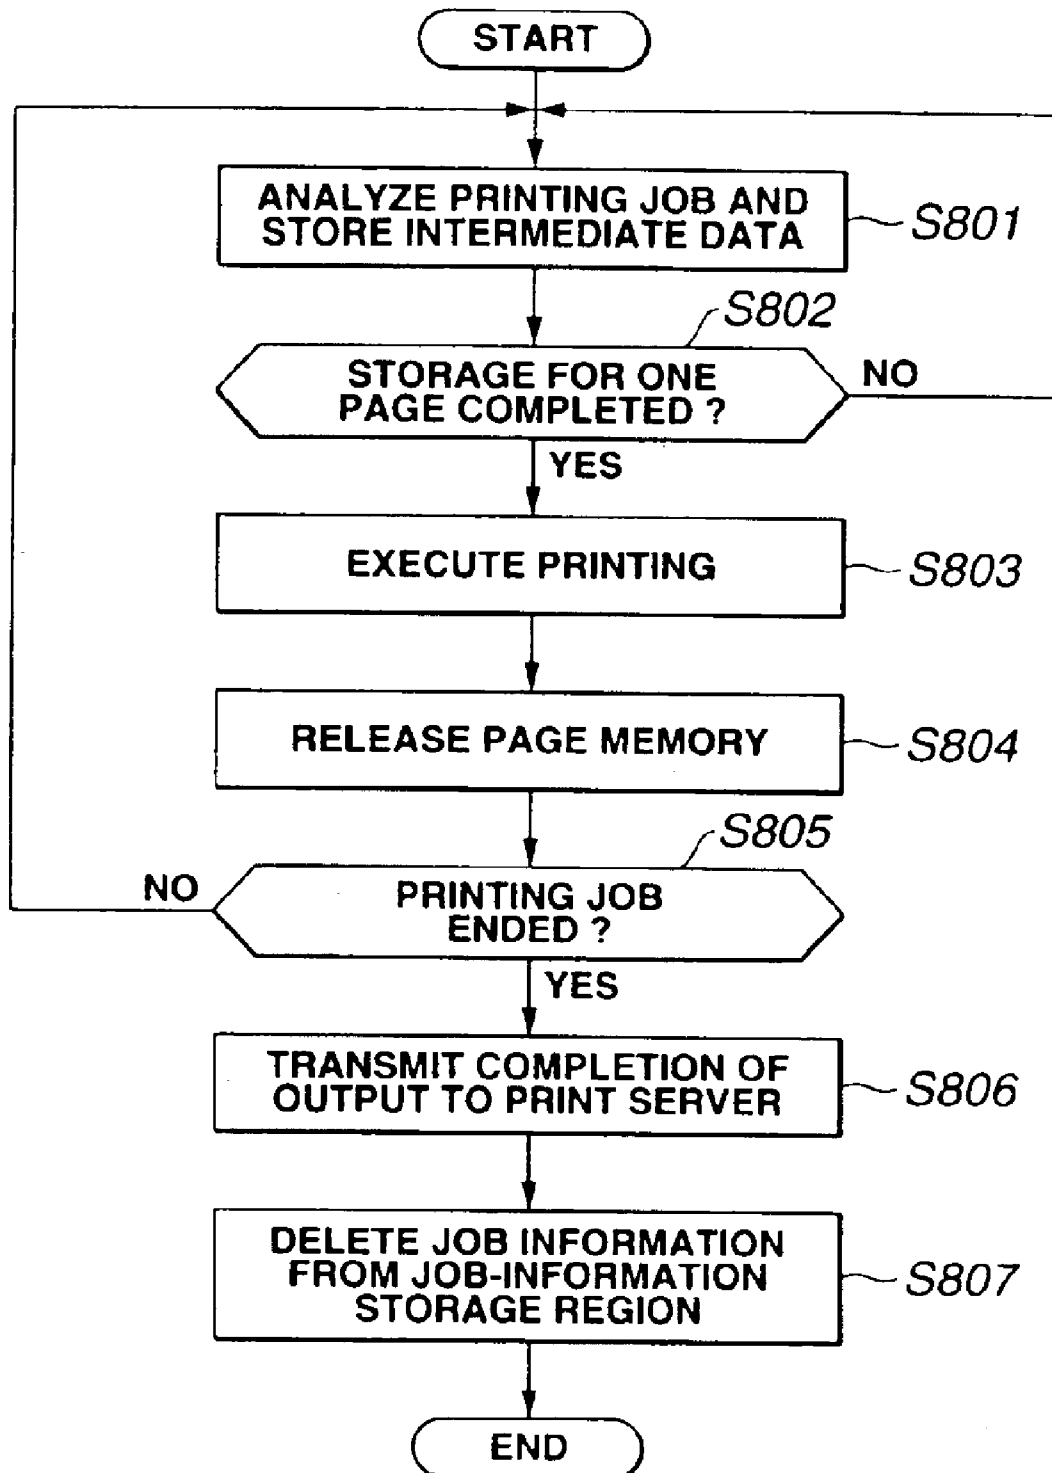 START
ANALYZE PRINTING JOB AND
STORE INTERMEDIATE DATA
S801
S802
STORAGE FOR ONE
PAGE COMPLETED ?
NO
YES
EXECUTE PRINTING
S803
RELEASE PAGE MEMORY
S804
S805
NO
PRINTING JOB
ENDED ?
YES
TRANSMIT COMPLETION OF
OUTPUT TO PRINT SERVER
S806
DELETE JOB INFORMATION
FROM JOB-INFORMATION
STORAGE REGION
S807
END